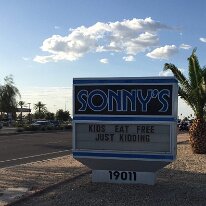 SONNY'S
KIDS EAT FREE
JUST KIDDING
19011